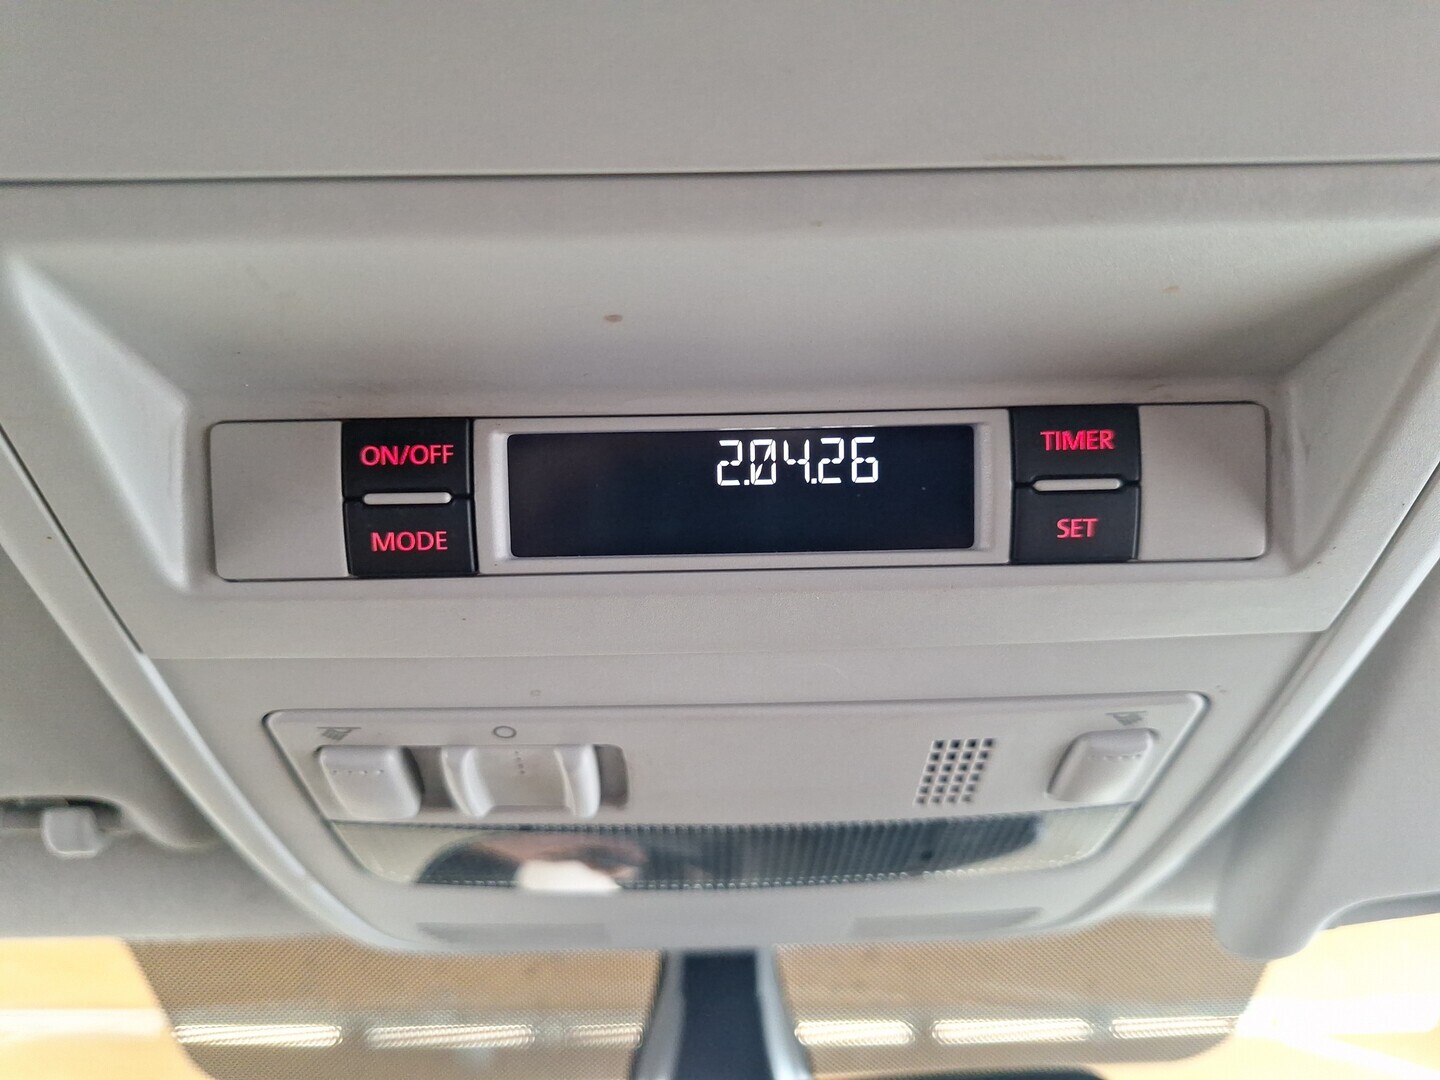 ON/OFF
MODE
2.04.26
TIMER
SET